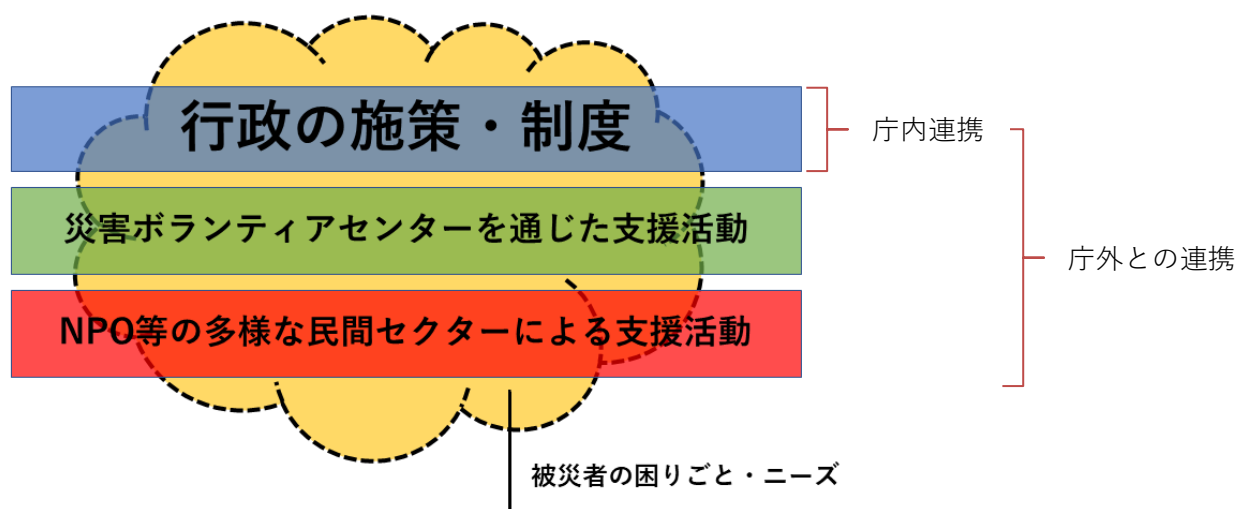 行政の施策・制度
庁内連携
災害ボランティアセンターを通じた支援活動
庁外との連携
NPO等の多様な民間セクターによる支援活動
被災者の困りごと・ニーズ